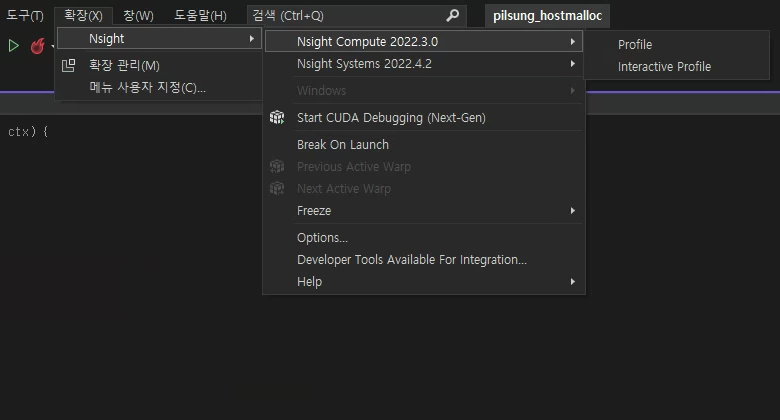 도구(T) 확장(X) 창(W) 도움말(H) 검색 (Ctrl+Q) pilsung_hostmalloc
Nsight
확장 관리(M)
메뉴 사용자 지정(C)...
Nsight Compute 2022.3.0
Nsight Systems 2022.4.2
Windows
Start CUDA Debugging (Next-Gen)
Break On Launch
Previous Active Warp
Next Active Warp
Freeze
Options...
Developer Tools Available For Integration...
Help
Profile
Interactive Profile
ctx) {